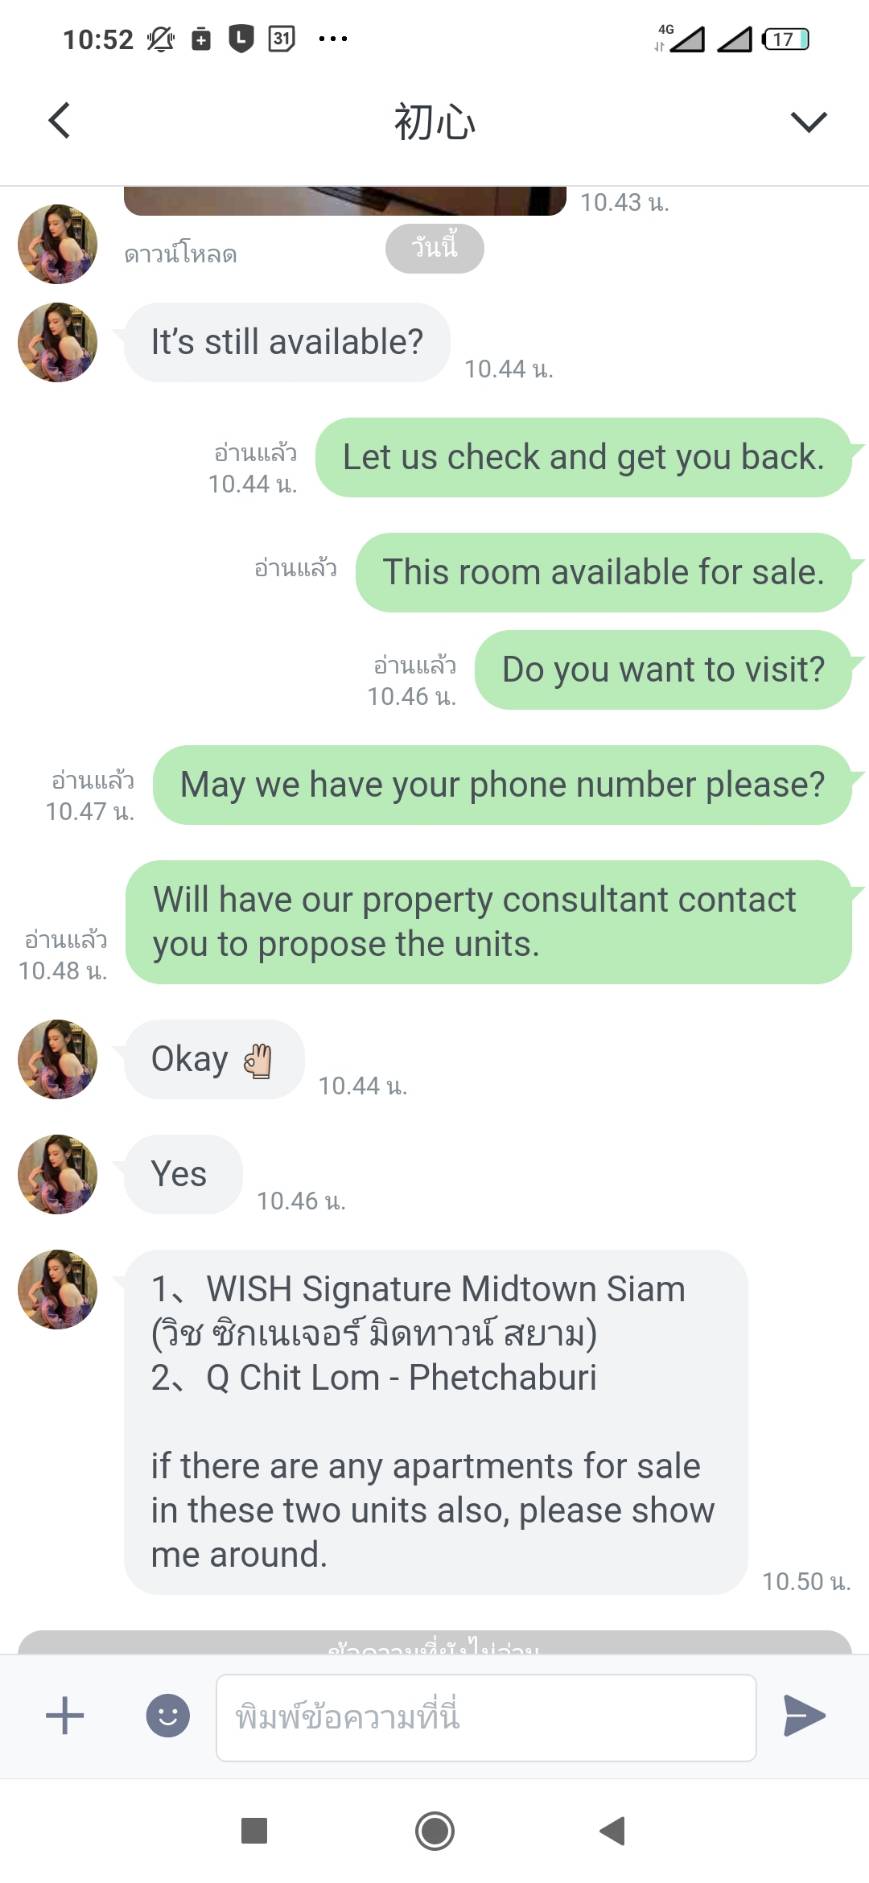 10:52
L
31
4G
17
初心
10.43 น.
ดาวน์โหลด
วันนี้
It’s still available?
10.44 น.
อ่านแล้ว
10.44 น.
Let us check and get you back.
อ่านแล้ว
This room available for sale.
อ่านแล้ว
10.46 น.
Do you want to visit?
อ่านแล้ว
10.47 น.
May we have your phone number please?
Will have our property consultant contact
you to propose the units.
อ่านแล้ว
10.48 น.
Okay 👌
10.44 น.
Yes
10.46 น.
1、WISH Signature Midtown Siam
(วิช ซิกเนเจอร์ มิดทาวน์ สยาม)
2、Q Chit Lom - Phetchaburi
if there are any apartments for sale
in these two units also, please show
me around.
10.50 น.
พิมพ์ข้อความที่นี่